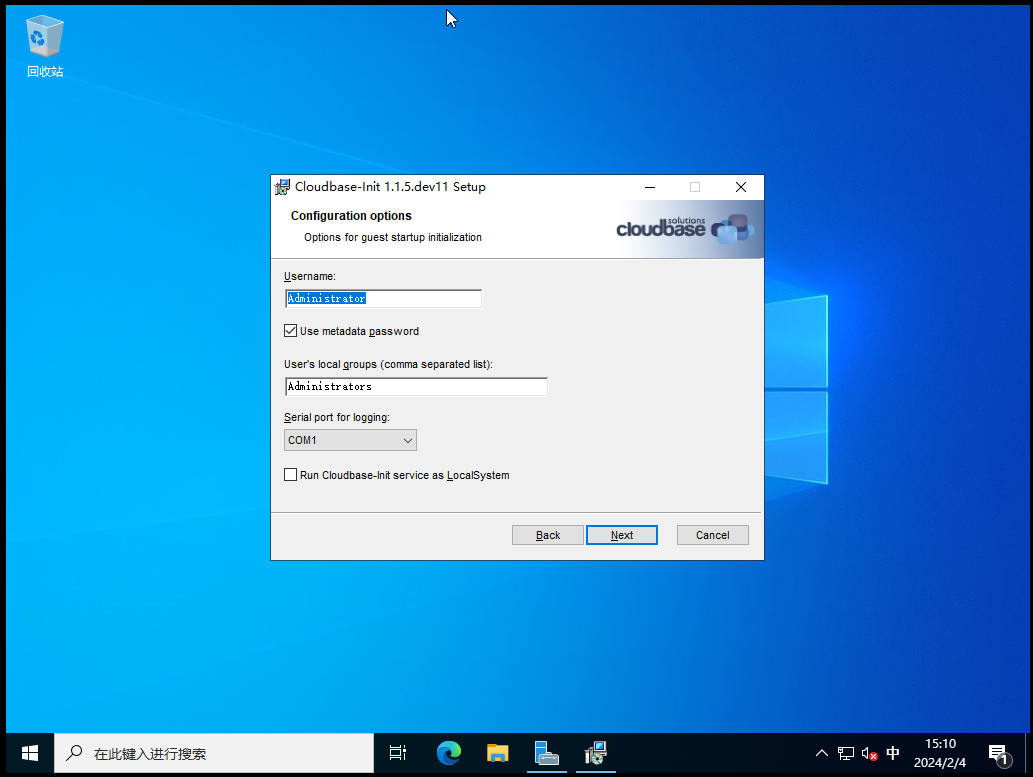 回收站
Cloudbase-Init 1.1.5.dev11 Setup
Configuration options
Options for guest startup initialization
solutions
cloudbase
Username:
Administrator
Use metadata password
User's local groups (comma separated list):
Administrators
Serial port for logging:
COM1
Run Cloudbase-Init service as LocalSystem
Back
Next
Cancel
在此键入进行搜索
中
15:10
2024/2/4
1